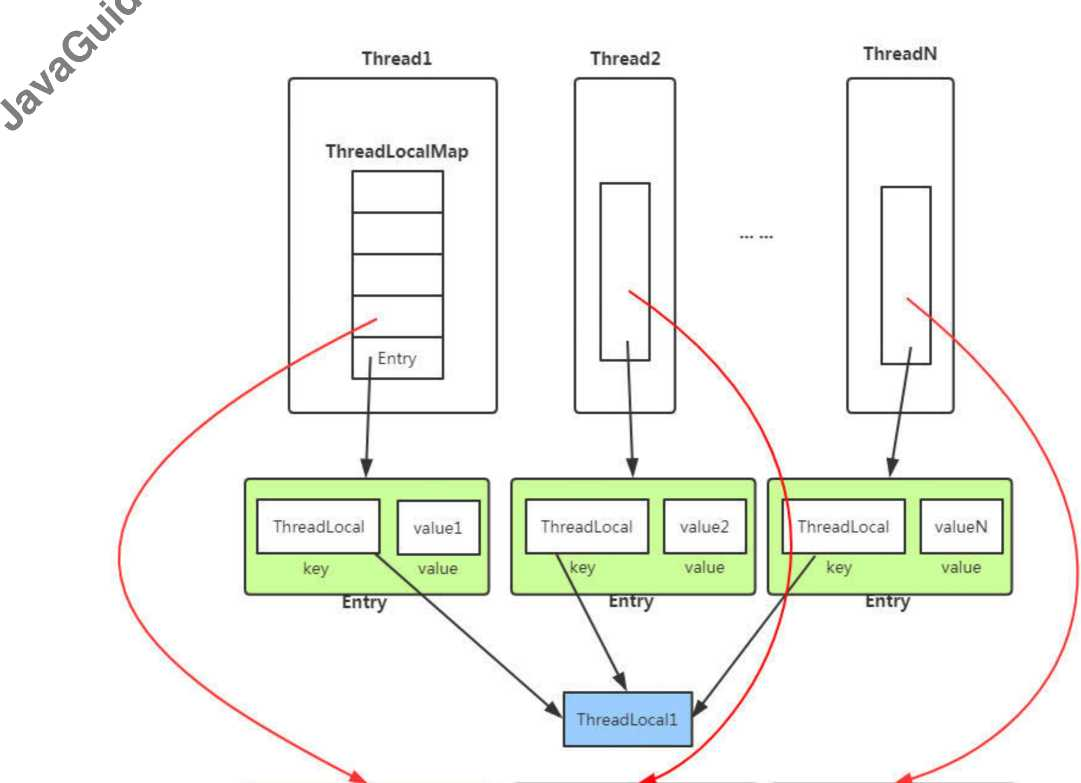 JavaGuid
Thread1
Thread2
ThreadN
ThreadLocalMap
... ...
Entry
ThreadLocal
value1
key
value
Entry
ThreadLocal
value2
key
value
Entry
ThreadLocal
valueN
key
value
Entry
ThreadLocal1